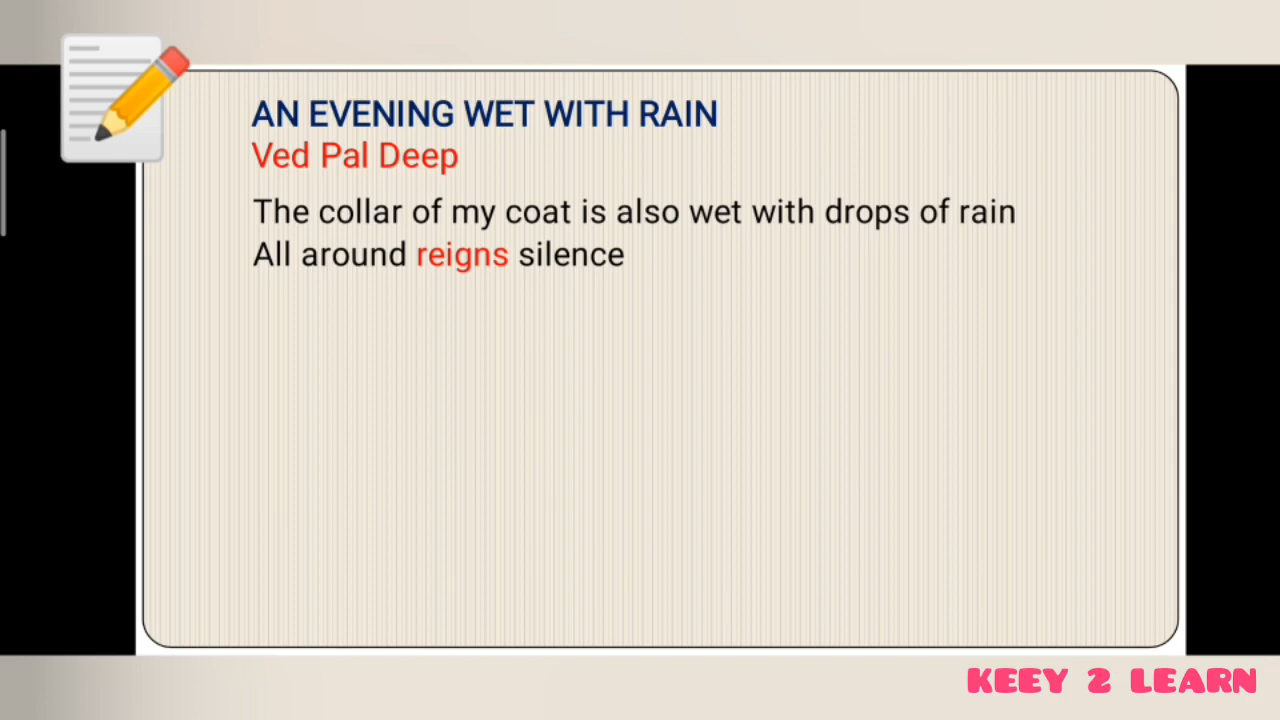 AN EVENING WET WITH RAIN
Ved Pal Deep
The collar of my coat is also wet with drops of rain
All around reigns silence
KEEY 2 LEARN